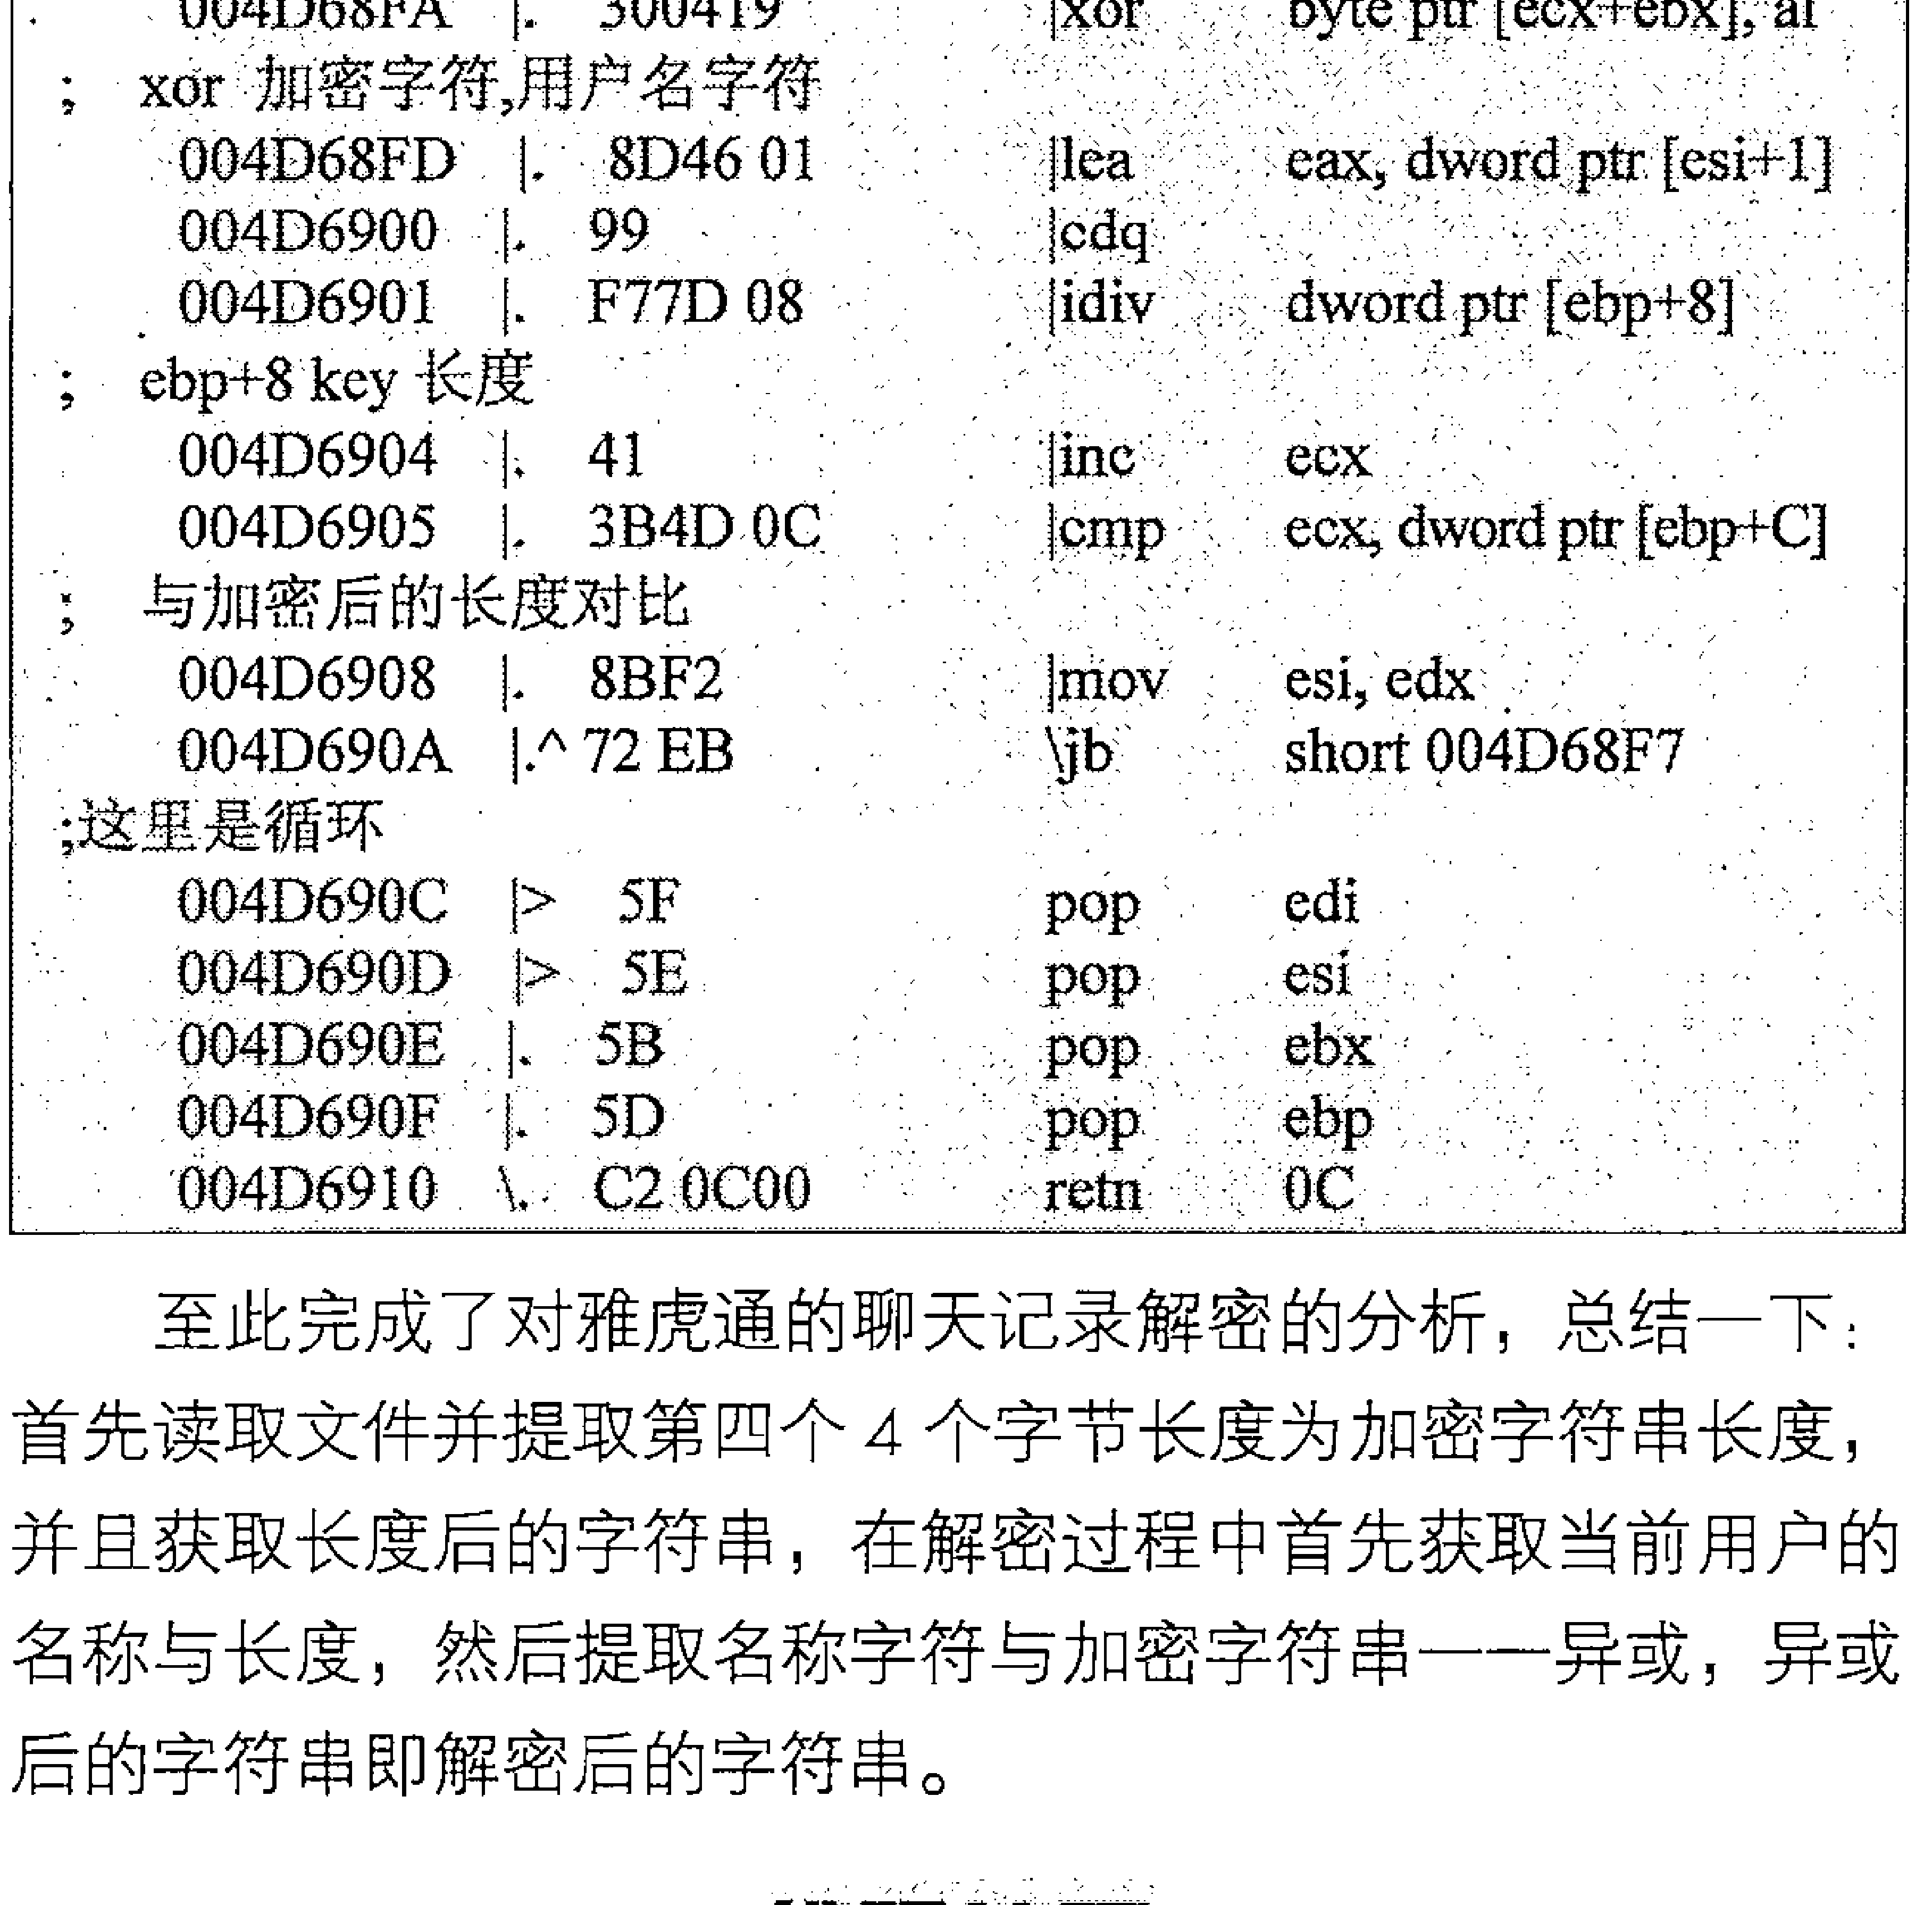 004D68FA |. 300419 |xor byte ptr [ecx+ebx], al
; xor 加密字符,用户名字符
004D68FD |. 8D46 01 |lea eax, dword ptr [esi+1]
004D6900 |. 99 |cdq
004D6901 |. F77D 08 |idiv dword ptr [ebp+8]
; ebp+8 key 长度
004D6904 |. 41 |inc ecx
004D6905 |. 3B4D 0C |cmp ecx, dword ptr [ebp+C]
; 与加密后的长度对比
004D6908 |. 8BF2 |mov esi, edx
004D690A |.^ 72 EB \jb short 004D68F7
;这里是循环
004D690C |> 5F pop edi
004D690D |> 5E pop esi
004D690E |. 5B pop ebx
004D690F |. 5D pop ebp
004D6910 \. C2 0C00 retn 0C
至此完成了对雅虎通的聊天记录解密的分析，总结一下：
首先读取文件并提取第四个 4 个字节长度为加密字符串长度，
并且获取长度后的字符串，在解密过程中首先获取当前用户的
名称与长度，然后提取名称字符与加密字符串一一异或，异或
后的字符串即解密后的字符串。